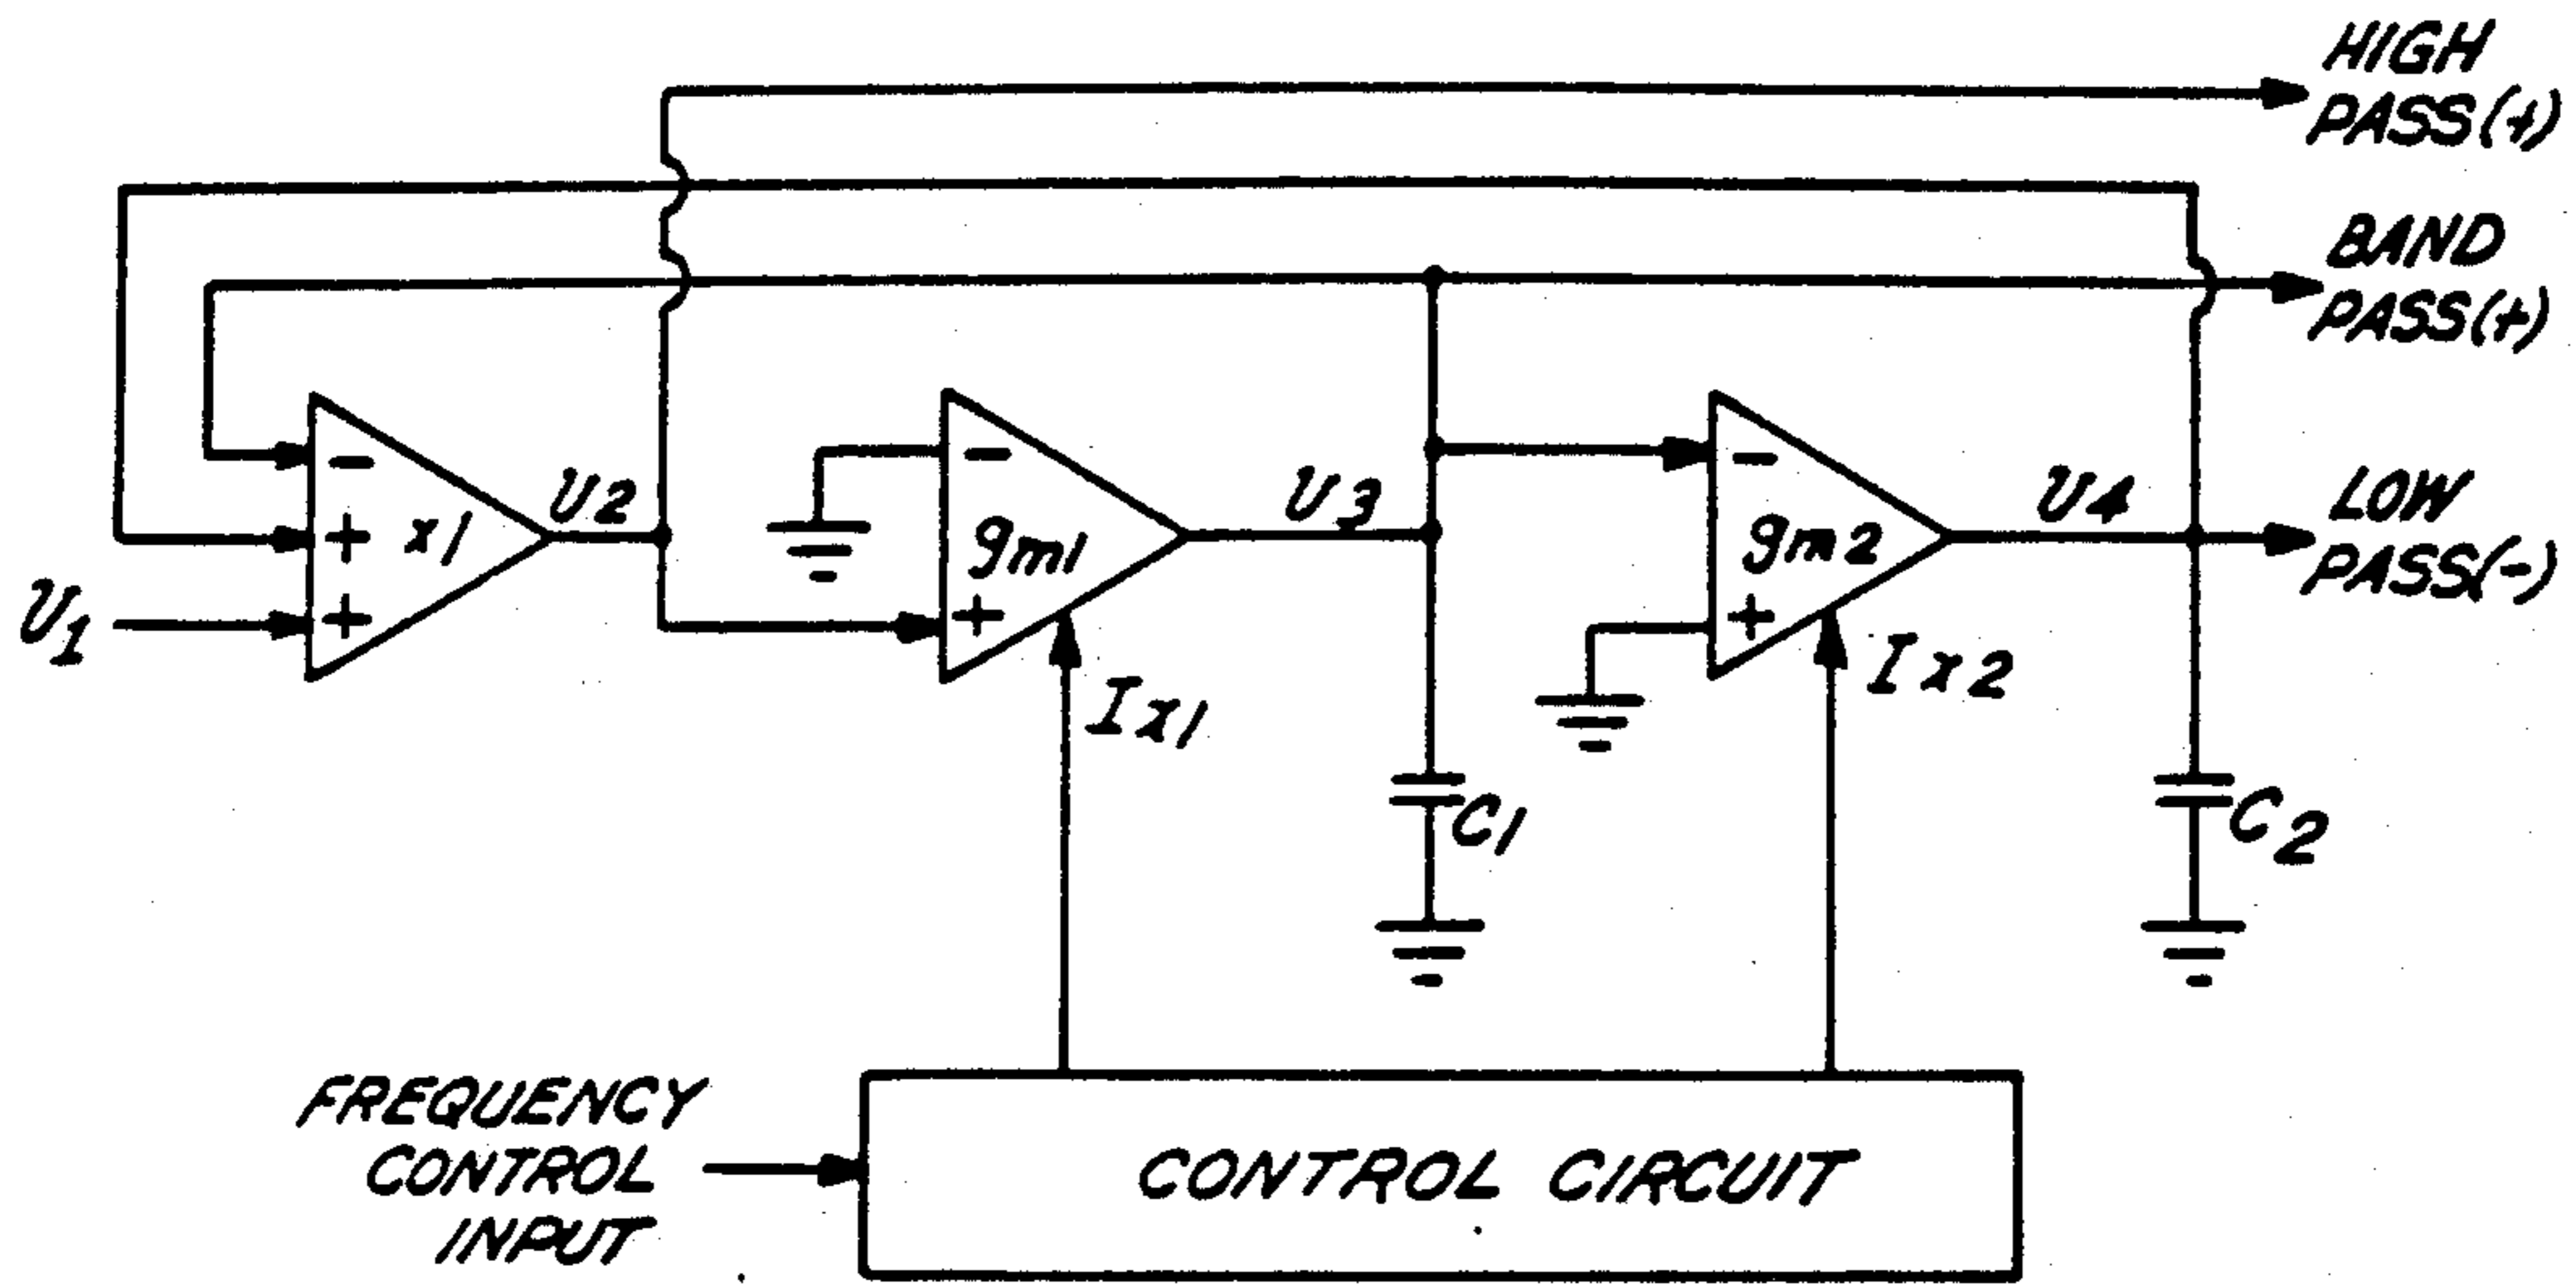 HIGH
PASS(+)
BAND
PASS(+)
LOW
PASS(-)
U1
-
+
+
x1
U2
-
+
gm1
Ix1
U3
C1
-
+
gm2
Ix2
U4
C2
FREQUENCY
CONTROL
INPUT
CONTROL CIRCUIT